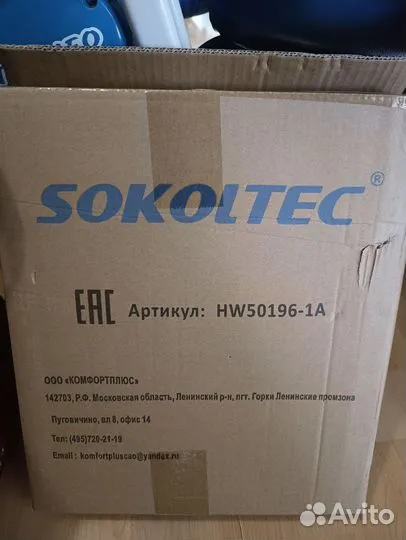 SOKOLTEC®
EAC Артикул: HW50196-1A
ООО «КОМФОРТПЛЮС»
142703, Р.Ф. Московская область, Ленинский р-н, пгт. Горки Ленинские промзона
Пуговичино, вл 8, офис 14
Тел: (495)720-21-19
Email : komfortpluscao@yandex.ru
Avito